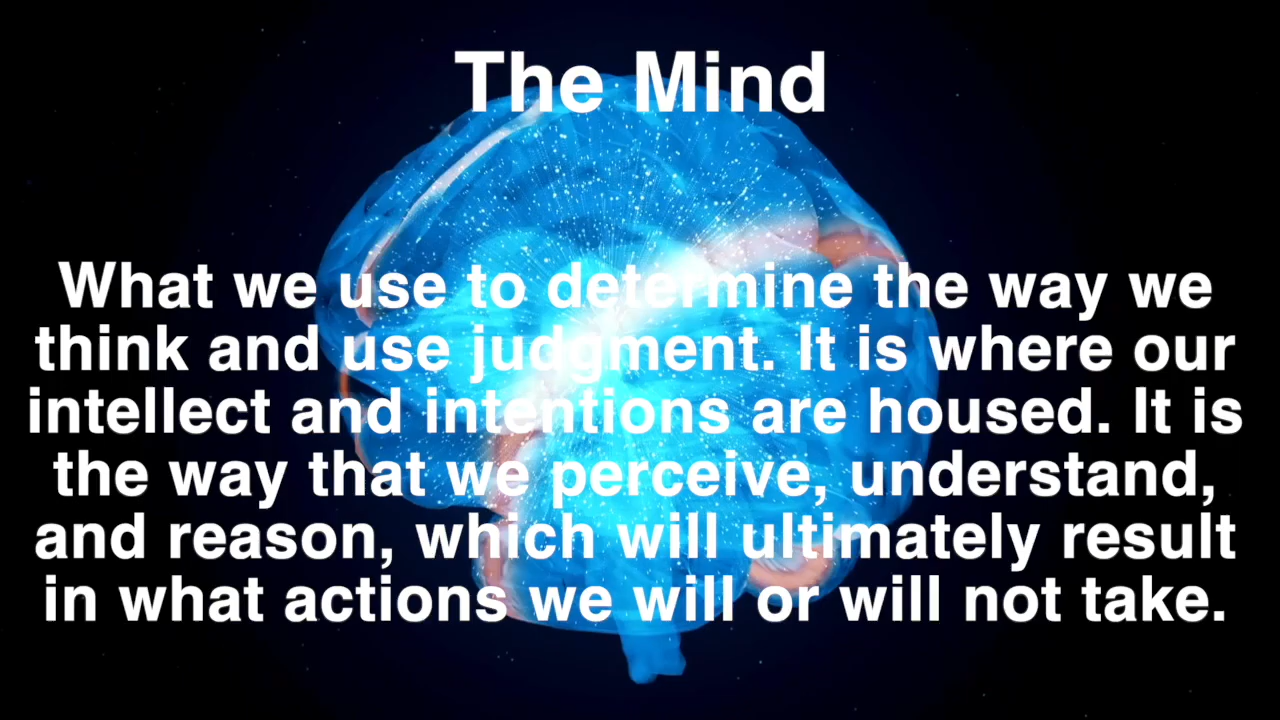 The Mind
What we use to determine the way we
think and use judgment. It is where our
intellect and intentions are housed. It is
the way that we perceive, understand,
and reason, which will ultimately result
in what actions we will or will not take.